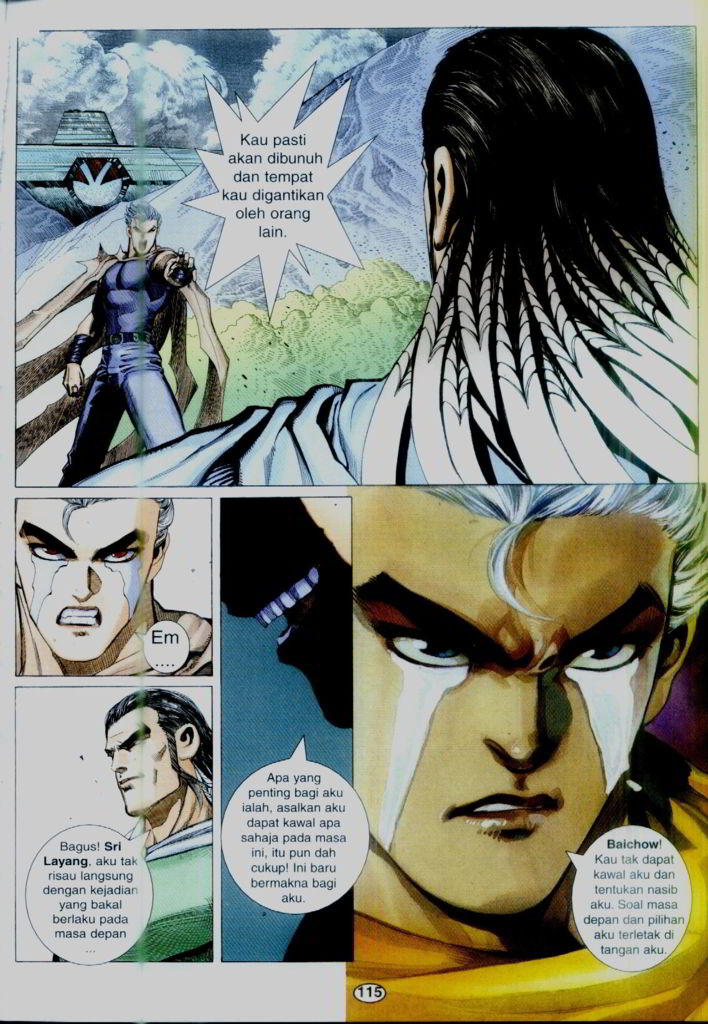 Kau pasti
akan dibunuh
dan tempat
kau digantikan
oleh orang
lain.
Em
....
Bagus! Sri
Layang, aku tak
risau langsung
dengan kejadian
yang bakal
berlaku pada
masa depan
...
Apa yang
penting bagi aku
ialah, asalkan aku
dapat kawal apa
sahaja pada masa
ini, itu pun dah
cukup! Ini baru
bermakna bagi
aku.
Baichow!
Kau tak dapat
kawal aku dan
tentukan nasib
aku. Soal masa
depan dan pilihan
aku terletak di
tangan aku.
115